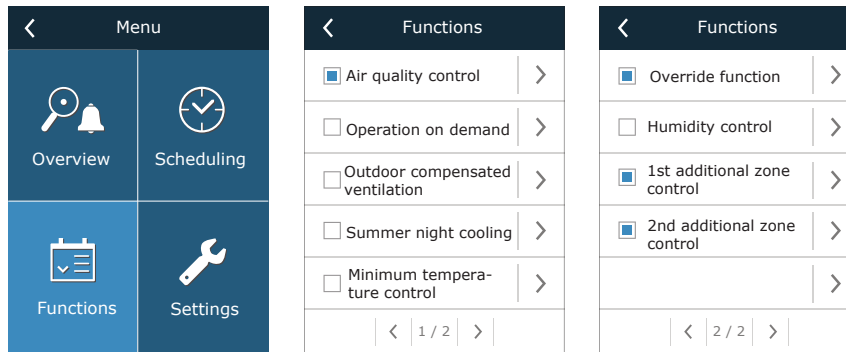 Menu
Overview
Scheduling
Functions
Settings
Functions
Air quality control
Operation on demand
Outdoor compensated
ventilation
Summer night cooling
Minimum tempera-
ture control
1 / 2
Functions
Override function
Humidity control
1st additional zone
control
2nd additional zone
control
2 / 2